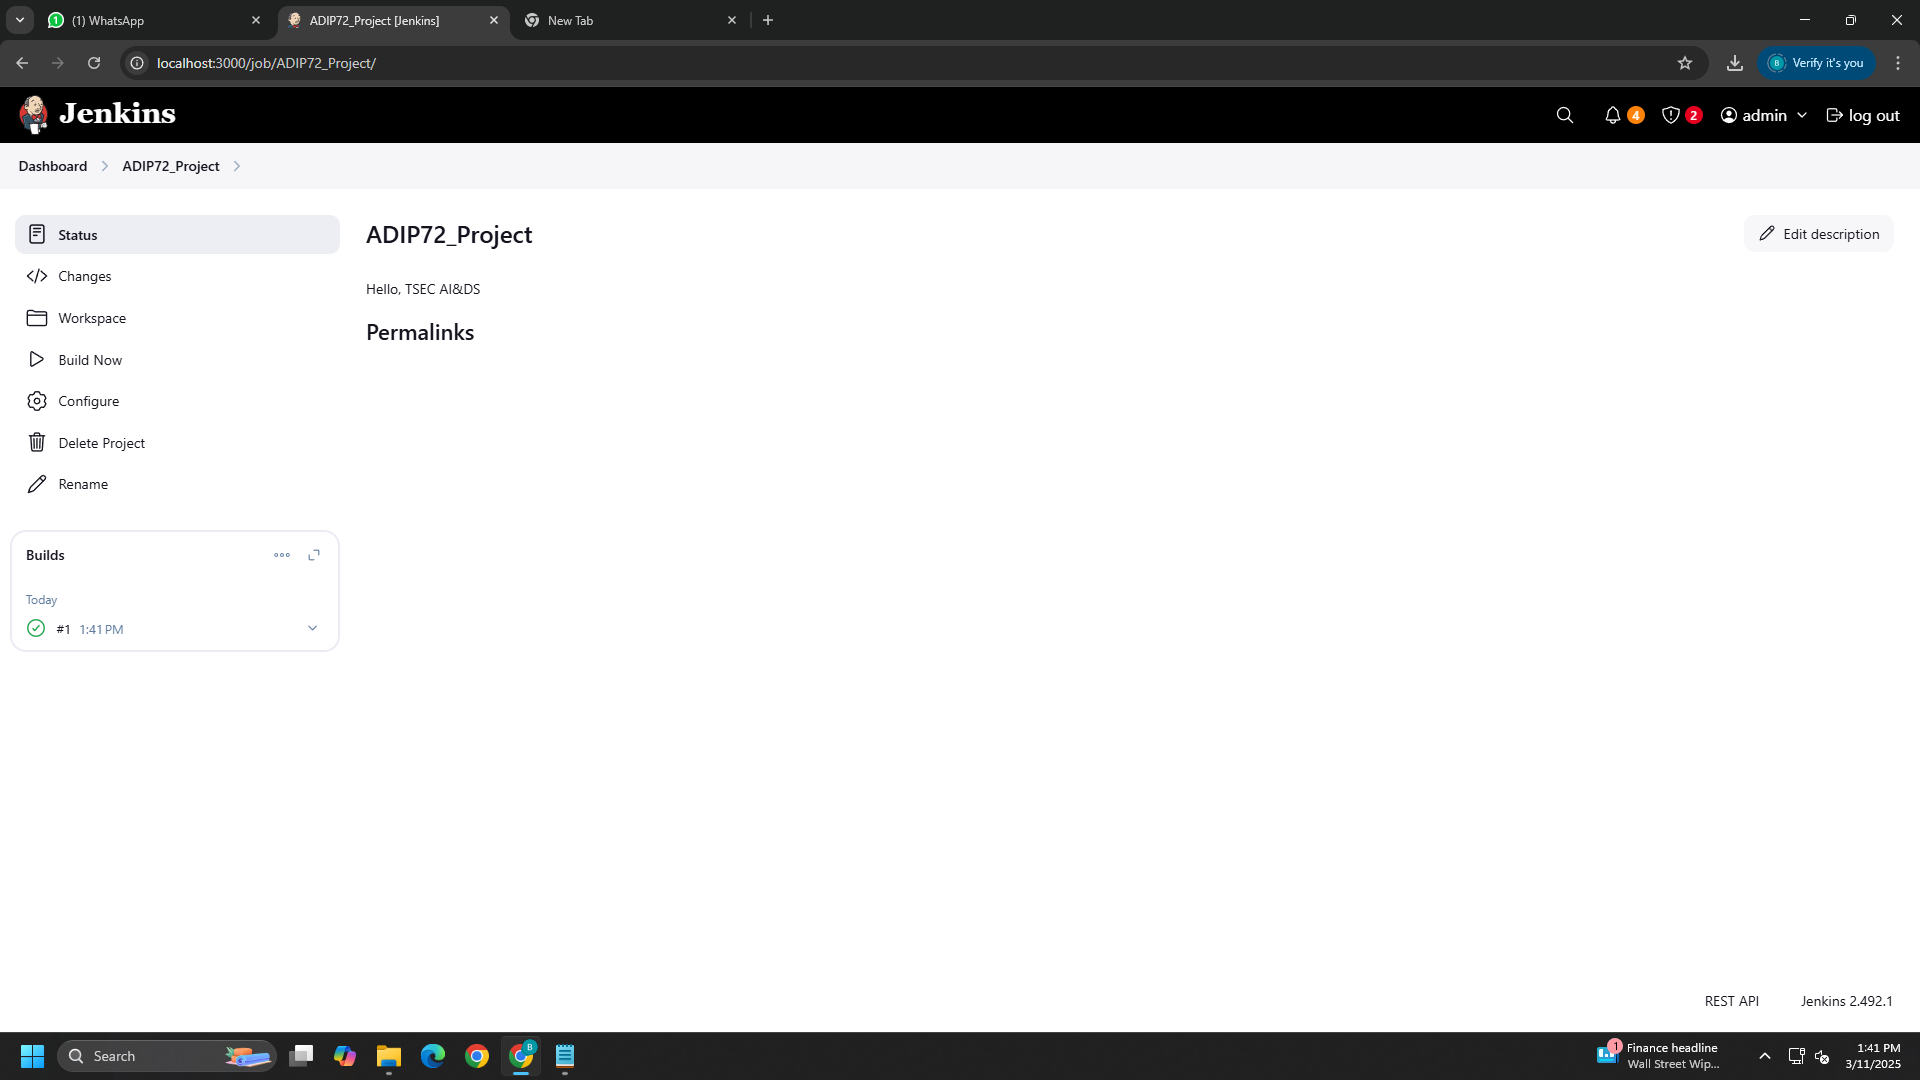 (1) WhatsApp
ADIP72_Project [Jenkins]
New Tab
localhost:3000/job/ADIP72_Project/
B
Verify it's you
Jenkins
4
2
admin
log out
Dashboard
ADIP72_Project
Status
Changes
Workspace
Build Now
Configure
Delete Project
Rename
ADIP72_Project
Edit description
Hello, TSEC AI&DS
Permalinks
Builds
Today
#1 1:41 PM
REST API
Jenkins 2.492.1
Search
B
1
Finance headline
Wall Street Wip...
1:41 PM
3/11/2025